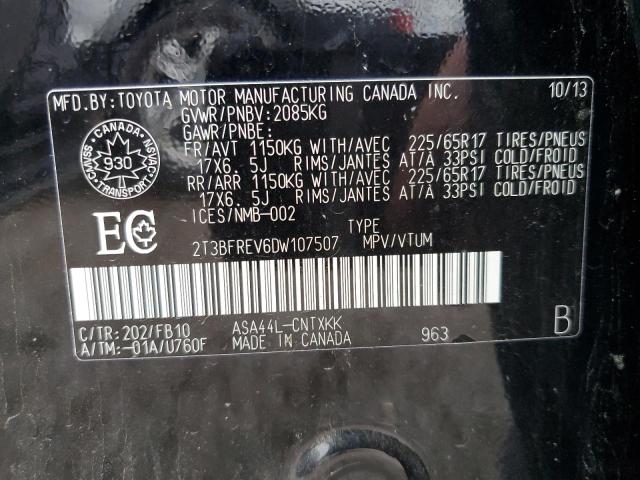 MFD.BY:TOYOTA MOTOR MANUFACTURING CANADA INC. 10/13
GVWR/PNBV:2085KG
GAWR/PNBE:
FR/AVT 1150KG WITH/AVEC 225/65R17 TIRES/PNEUS
17X6.5J RIMS/JANTES AT/À 33PSI COLD/FROID
RR/ARR 1150KG WITH/AVEC 225/65R17 TIRES/PNEUS
17X6.5J RIMS/JANTES AT/À 33PSI COLD/FROID
ICES/NMB-002
CANADA
CMVSS NSVAC
930
TRANSPORT
EC
TYPE
2T3BFREV6DW107507 MPV/VTUM
C/TR:202/FB10 ASA44L-CNTXKK
A/TM:-01A/U760F MADE IN CANADA 963 B